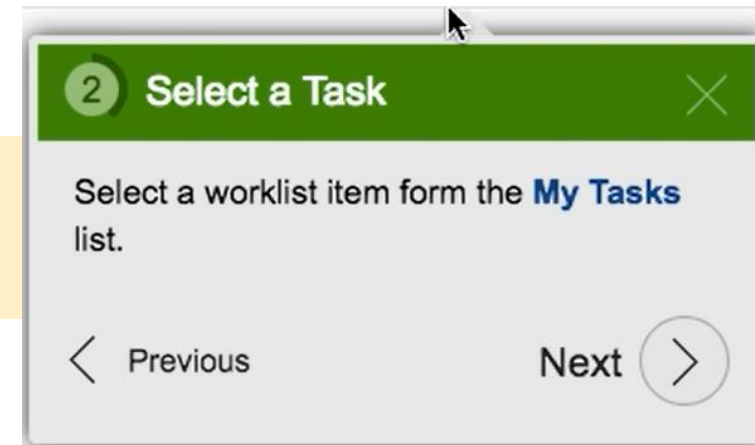 2 Select a Task
Select a worklist item form the My Tasks
list.
Previous Next